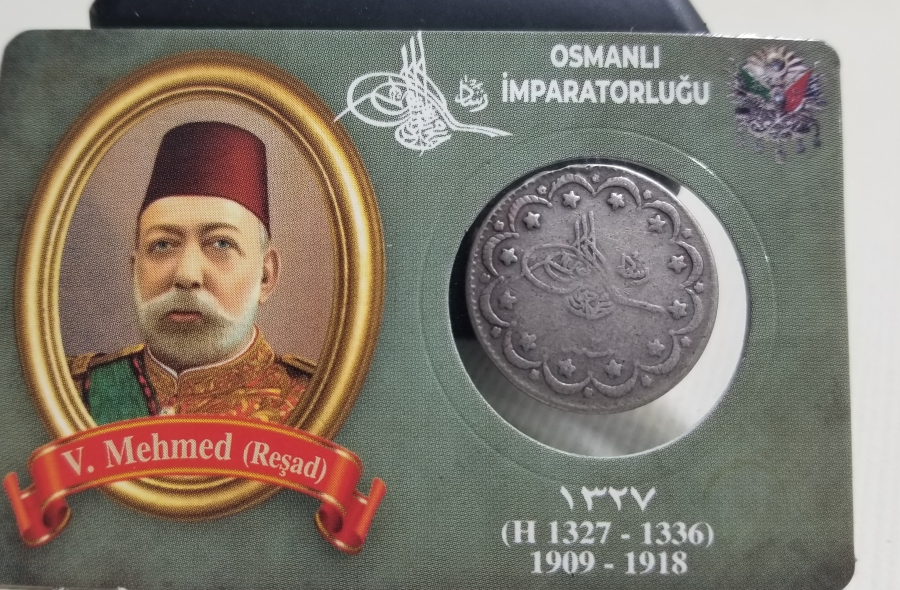 OSMANLI
İMPARATORLUĞU
V. Mehmed (Reşad)
١٣٢٧
(H 1327 - 1336)
1909 - 1918